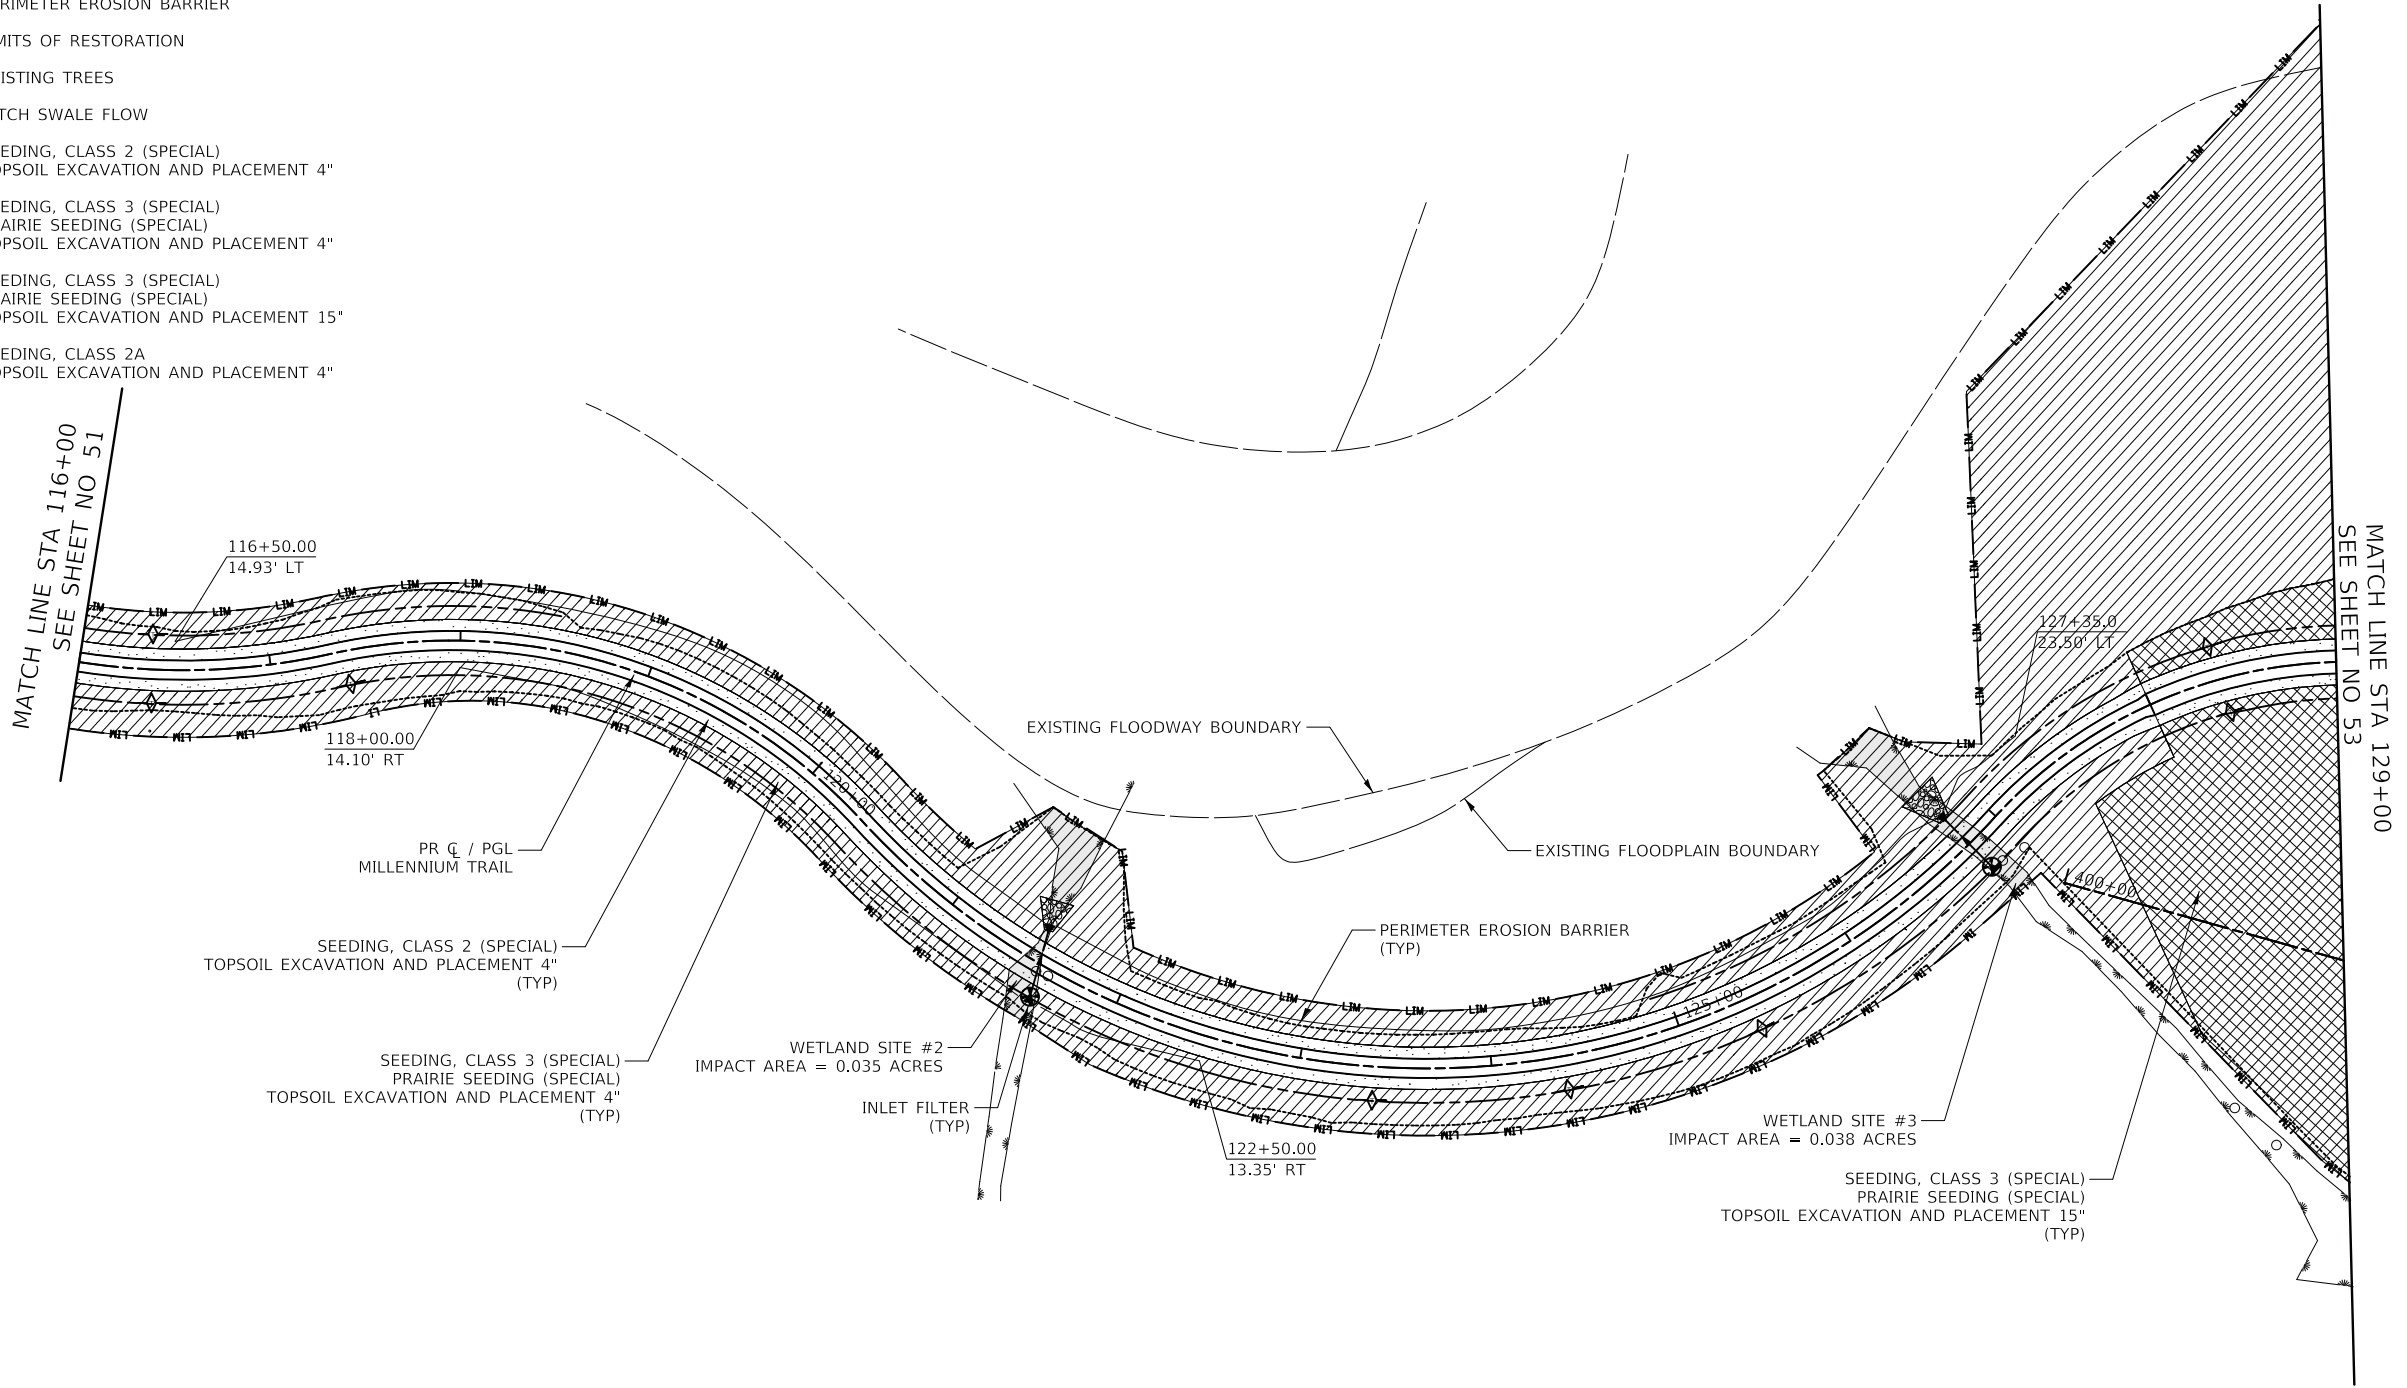 RIMETER EROSION BARRIER
MITS OF RESTORATION
ISTING TREES
TCH SWALE FLOW
EDING, CLASS 2 (SPECIAL)
OPSOIL EXCAVATION AND PLACEMENT 4"
EDING, CLASS 3 (SPECIAL)
AIRIE SEEDING (SPECIAL)
OPSOIL EXCAVATION AND PLACEMENT 4"
EDING, CLASS 3 (SPECIAL)
AIRIE SEEDING (SPECIAL)
OPSOIL EXCAVATION AND PLACEMENT 15"
EDING, CLASS 2A
OPSOIL EXCAVATION AND PLACEMENT 4"
MATCH LINE STA 116+00
SEE SHEET NO 51
116+50.00
14.93' LT
118+00.00
14.10' RT
PR ℄ / PGL
MILLENNIUM TRAIL
120+00
SEEDING, CLASS 2 (SPECIAL)
TOPSOIL EXCAVATION AND PLACEMENT 4"
(TYP)
SEEDING, CLASS 3 (SPECIAL)
PRAIRIE SEEDING (SPECIAL)
TOPSOIL EXCAVATION AND PLACEMENT 4"
(TYP)
WETLAND SITE #2
IMPACT AREA = 0.035 ACRES
INLET FILTER
(TYP)
122+50.00
13.35' RT
EXISTING FLOODWAY BOUNDARY
EXISTING FLOODPLAIN BOUNDARY
PERIMETER EROSION BARRIER
(TYP)
125+00
127+35.0
23.50' LT
400+00
WETLAND SITE #3
IMPACT AREA = 0.038 ACRES
SEEDING, CLASS 3 (SPECIAL)
PRAIRIE SEEDING (SPECIAL)
TOPSOIL EXCAVATION AND PLACEMENT 15"
(TYP)
MATCH LINE STA 129+00
SEE SHEET NO 53
LIM